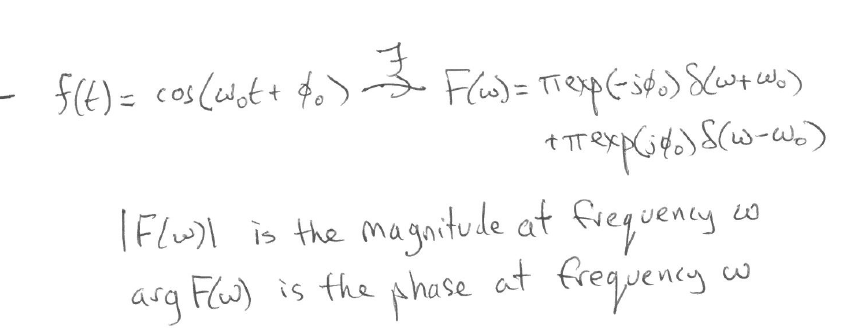 - f(t) = cos(ω₀t + ϕ₀) →ℱ F(ω) = π exp(-jϕ₀) δ(ω+ω₀)
+ π exp(jϕ₀) δ(ω-ω₀)
|F(ω)| is the magnitude at frequency ω
arg F(ω) is the phase at frequency ω